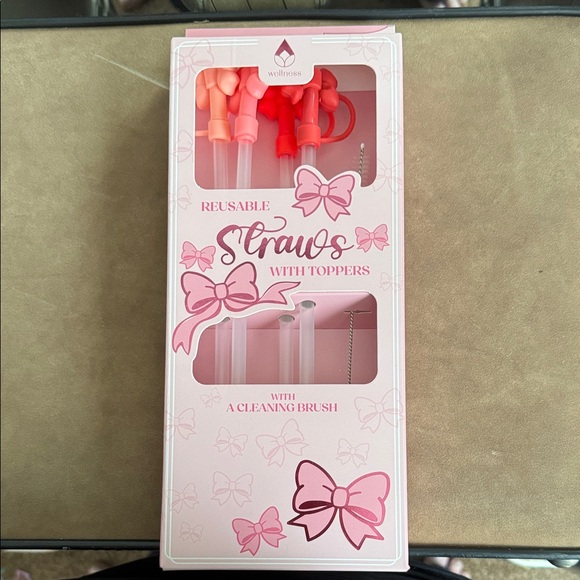 wellness
REUSABLE
Straws
WITH TOPPERS
WITH
A CLEANING BRUSH